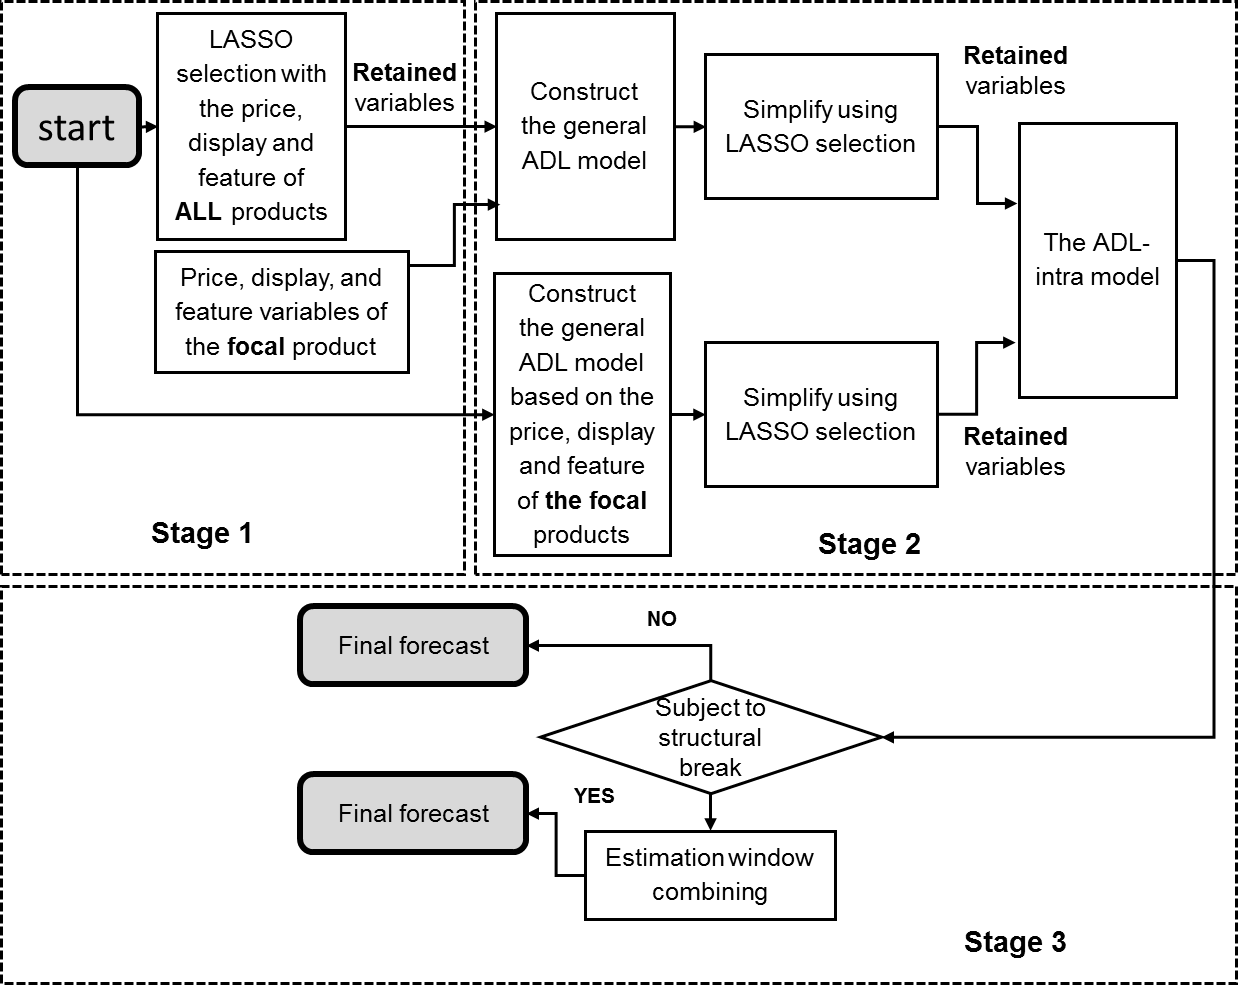 start
LASSO
selection with
the price,
display and
feature of
ALL products
Retained
variables
Price, display, and
feature variables of
the focal product
Stage 1
Construct
the general
ADL model
Simplify using
LASSO selection
Retained
variables
Construct
the general
ADL model
based on the
price, display
and feature
of the focal
products
Simplify using
LASSO selection
Retained
variables
The ADL-
intra model
Stage 2
Final forecast
NO
Subject to
structural
break
Final forecast
YES
Estimation window
combining
Stage 3